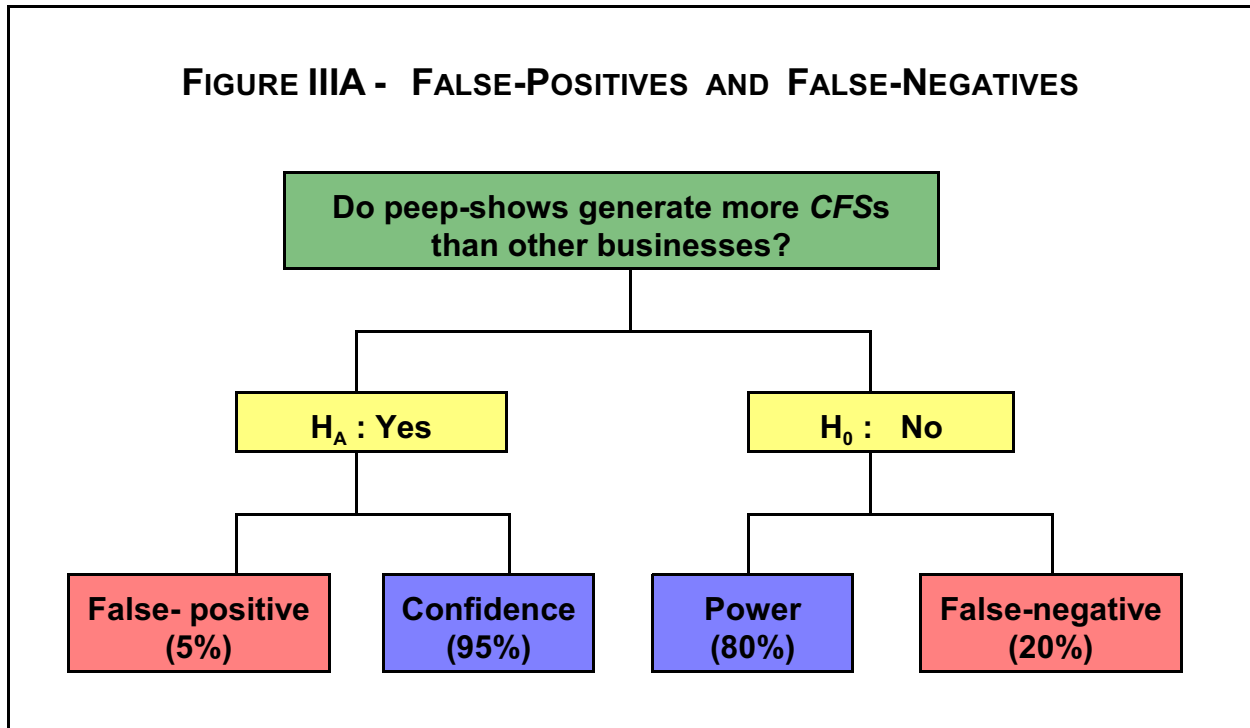 FIGURE IIIA - FALSE-POSITIVES AND FALSE-NEGATIVES
Do peep-shows generate more CFSs
than other businesses?
HA : Yes
H0 : No
False- positive
(5%)
Confidence
(95%)
Power
(80%)
False-negative
(20%)